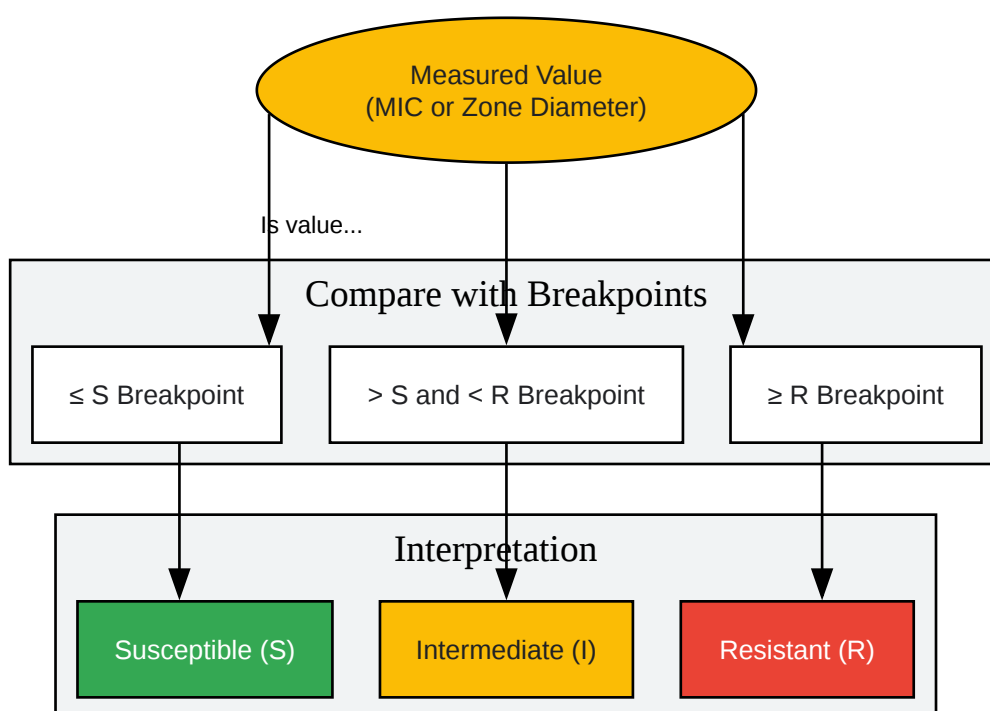 Measured Value
(MIC or Zone Diameter)
Is value...
Compare with Breakpoints
≤ S Breakpoint
> S and < R Breakpoint
≥ R Breakpoint
Interpretation
Susceptible (S)
Intermediate (I)
Resistant (R)